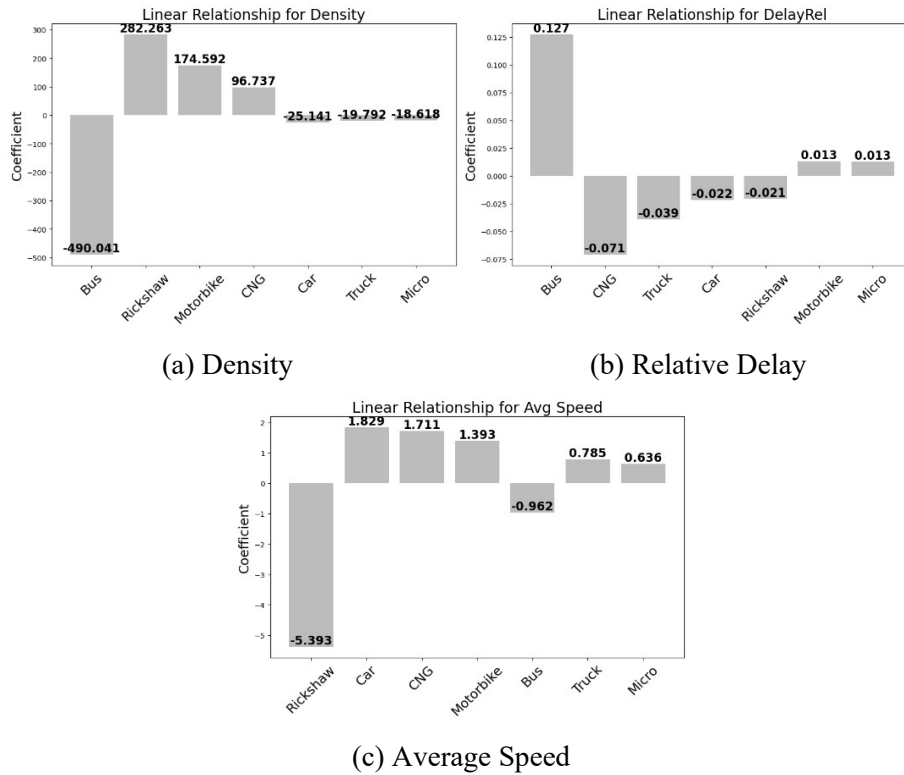 Linear Relationship for Density
Coefficient
300
200
100
0
−100
−200
−300
−400
−500
282.263
174.592
96.737
-25.141
-19.792
-18.618
-490.041
Bus
Rickshaw
Motorbike
CNG
Car
Truck
Micro
(a) Density
Linear Relationship for DelayRel
Coefficient
0.125
0.100
0.075
0.050
0.025
0.000
−0.025
−0.050
−0.075
0.127
-0.071
-0.039
-0.022
-0.021
0.013
0.013
Bus
CNG
Truck
Car
Rickshaw
Motorbike
Micro
(b) Relative Delay
Linear Relationship for Avg Speed
Coefficient
2
1
0
−1
−2
−3
−4
−5
-5.393
1.829
1.711
1.393
-0.962
0.785
0.636
Rickshaw
Car
CNG
Motorbike
Bus
Truck
Micro
(c) Average Speed